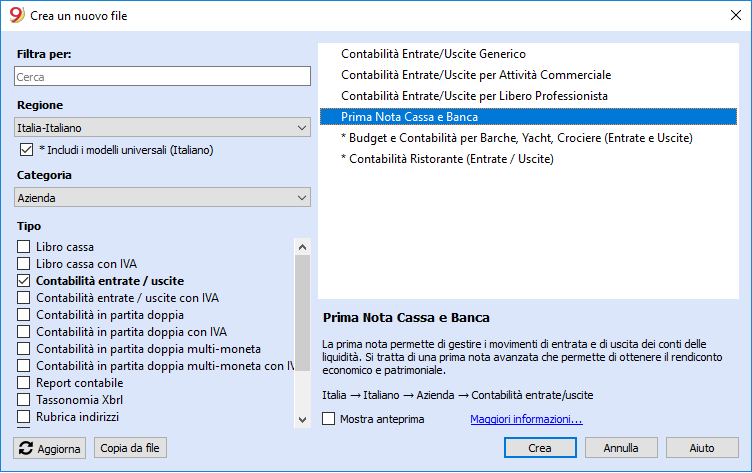 Crea un nuovo file
Filtra per:
Cerca
Regione
Italia-Italiano
* Includi i modelli universali (Italiano)
Categoria
Azienda
Tipo
Libro cassa
Libro cassa con IVA
Contabilità entrate / uscite
Contabilità entrate / uscite con IVA
Contabilità in partita doppia
Contabilità in partita doppia con IVA
Contabilità in partita doppia multi-moneta
Contabilità in partita doppia multi-moneta con IV
Report contabile
Tassonomia Xbrl
Rubrica indirizzi
Aggiorna
Copia da file
Contabilità Entrate/Uscite Generico
Contabilità Entrate/Uscite per Attività Commerciale
Contabilità Entrate/Uscite per Libero Professionista
Prima Nota Cassa e Banca
* Budget e Contabilità per Barche, Yacht, Crociere (Entrate e Uscite)
* Contabilità Ristorante (Entrate / Uscite)
Prima Nota Cassa e Banca
La prima nota permette di gestire i movimenti di entrata e di uscita dei conti delle
liquidità. Si tratta di una prima nota avanzata che permette di ottenere il rendiconto
economico e patrimoniale.
Italia → Italiano → Azienda → Contabilità entrate/uscite
Mostra anteprima
Maggiori informazioni...
Crea
Annulla
Aiuto